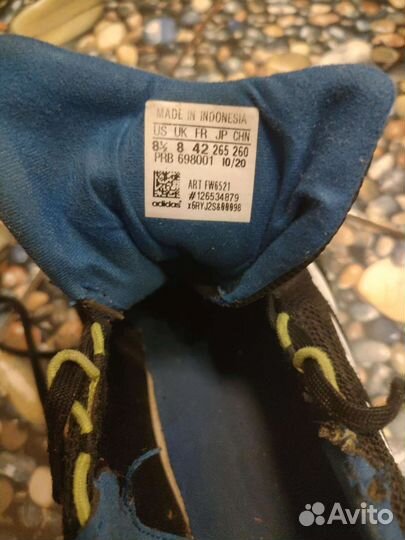 MADE IN INDONESIA
US UK FR JP CHN
8½ 8 42 265 260
PRB 698001 10/20
ART FW6521
#126534879
adidas
Avito